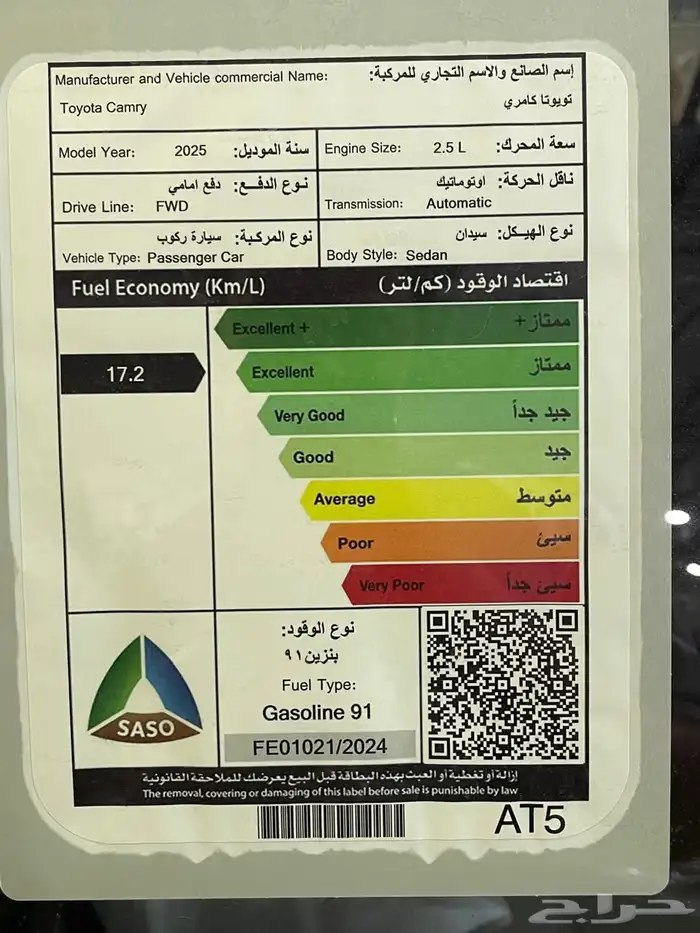 Manufacturer and Vehicle commercial Name: إسم الصانع والاسم التجاري للمركبة:
Toyota Camry تويوتا كامري
Model Year: 2025 سنة الموديل:
Engine Size: 2.5 L سعة المحرك:
نوع الدفع: دفع امامي
Drive Line: FWD
ناقل الحركة: اوتوماتيك
Transmission: Automatic
نوع المركبة: سيارة ركوب
Vehicle Type: Passenger Car
نوع الهيكل: سيدان
Body Style: Sedan
Fuel Economy (Km/L) اقتصاد الوقود (كم/لتر)
17.2
Excellent + ممتاز+
Excellent ممتاز
Very Good جيد جداً
Good جيد
Average متوسط
Poor سيئ
Very Poor سيئ جداً
SASO
نوع الوقود:
بنزين ٩١
Fuel Type:
Gasoline 91
FE01021/2024
إزالة أو تغطية أو العبث بهذه البطاقة قبل البيع يعرضك للملاحقة القانونية
The removal, covering or damaging of this label before sale is punishable by law
AT5
حراج